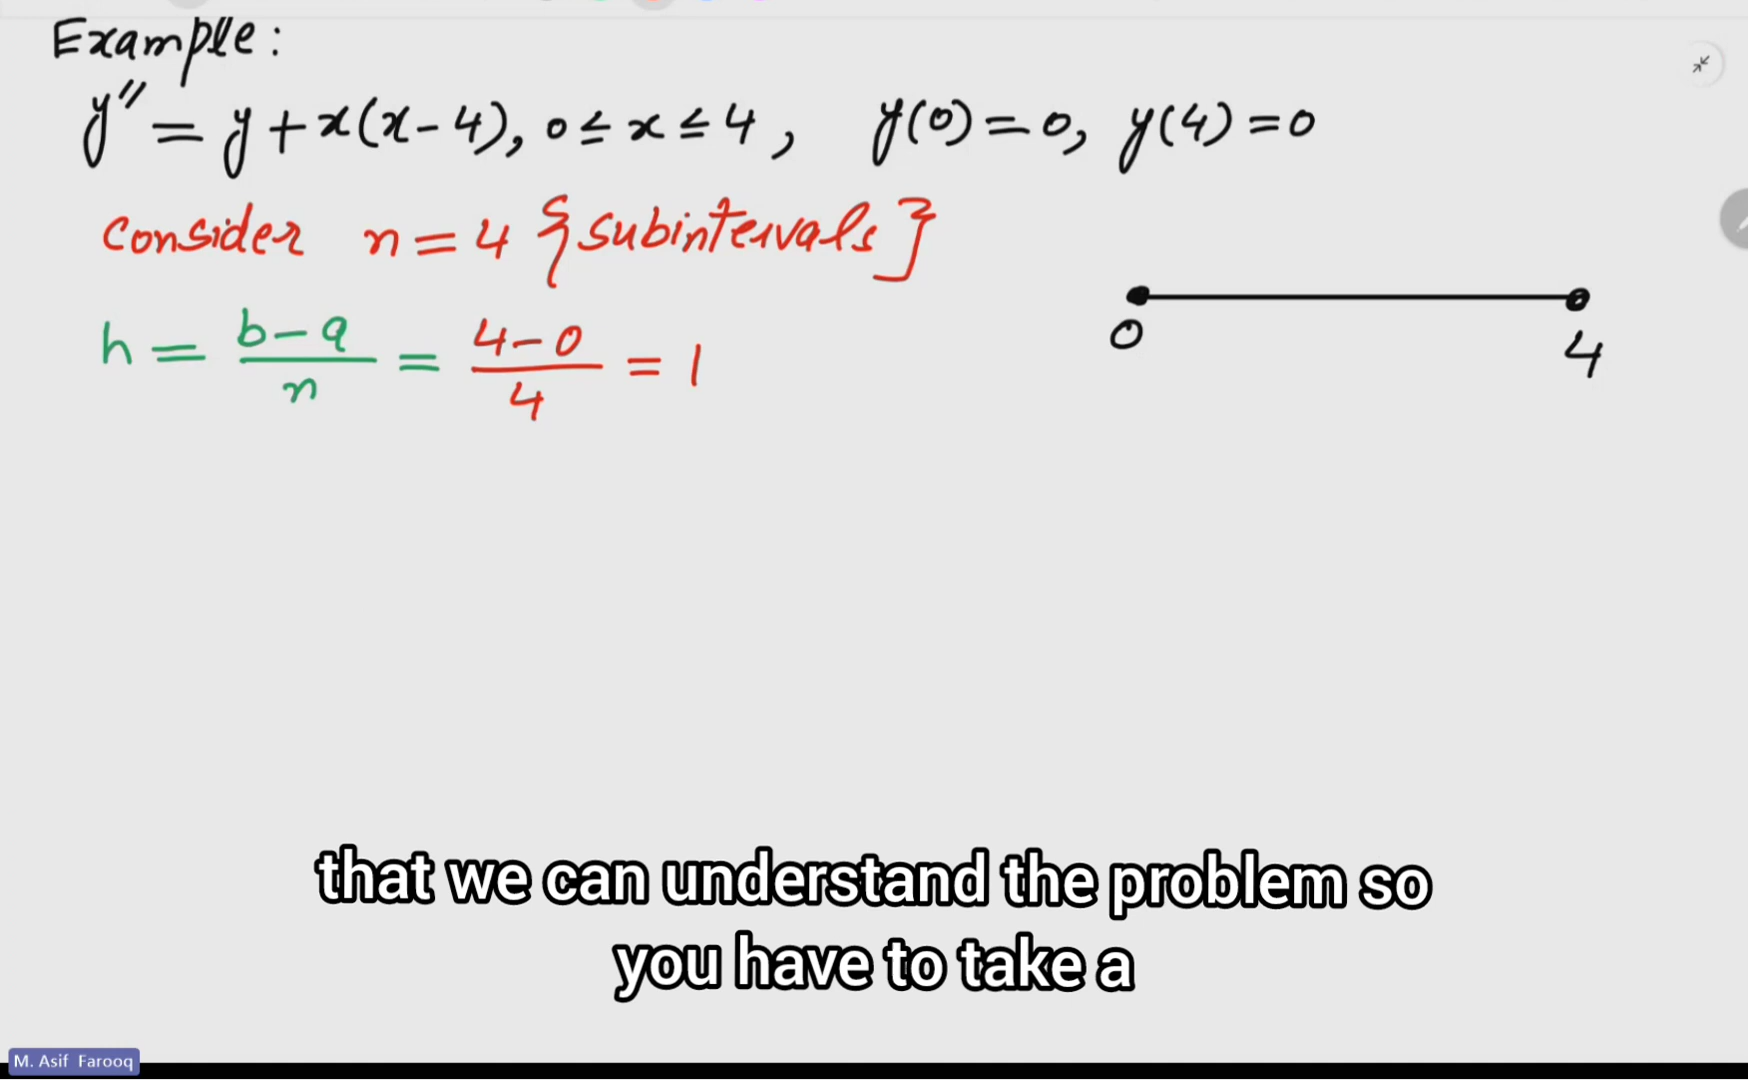 Example:
y'' = y + x(x-4), 0 ≤ x ≤ 4, y(0) = 0, y(4) = 0
Consider n = 4 {subintervals}
h = b-a/n = 4-0/4 = 1
0 4
that we can understand the problem so
you have to take a
M. Asif Farooq